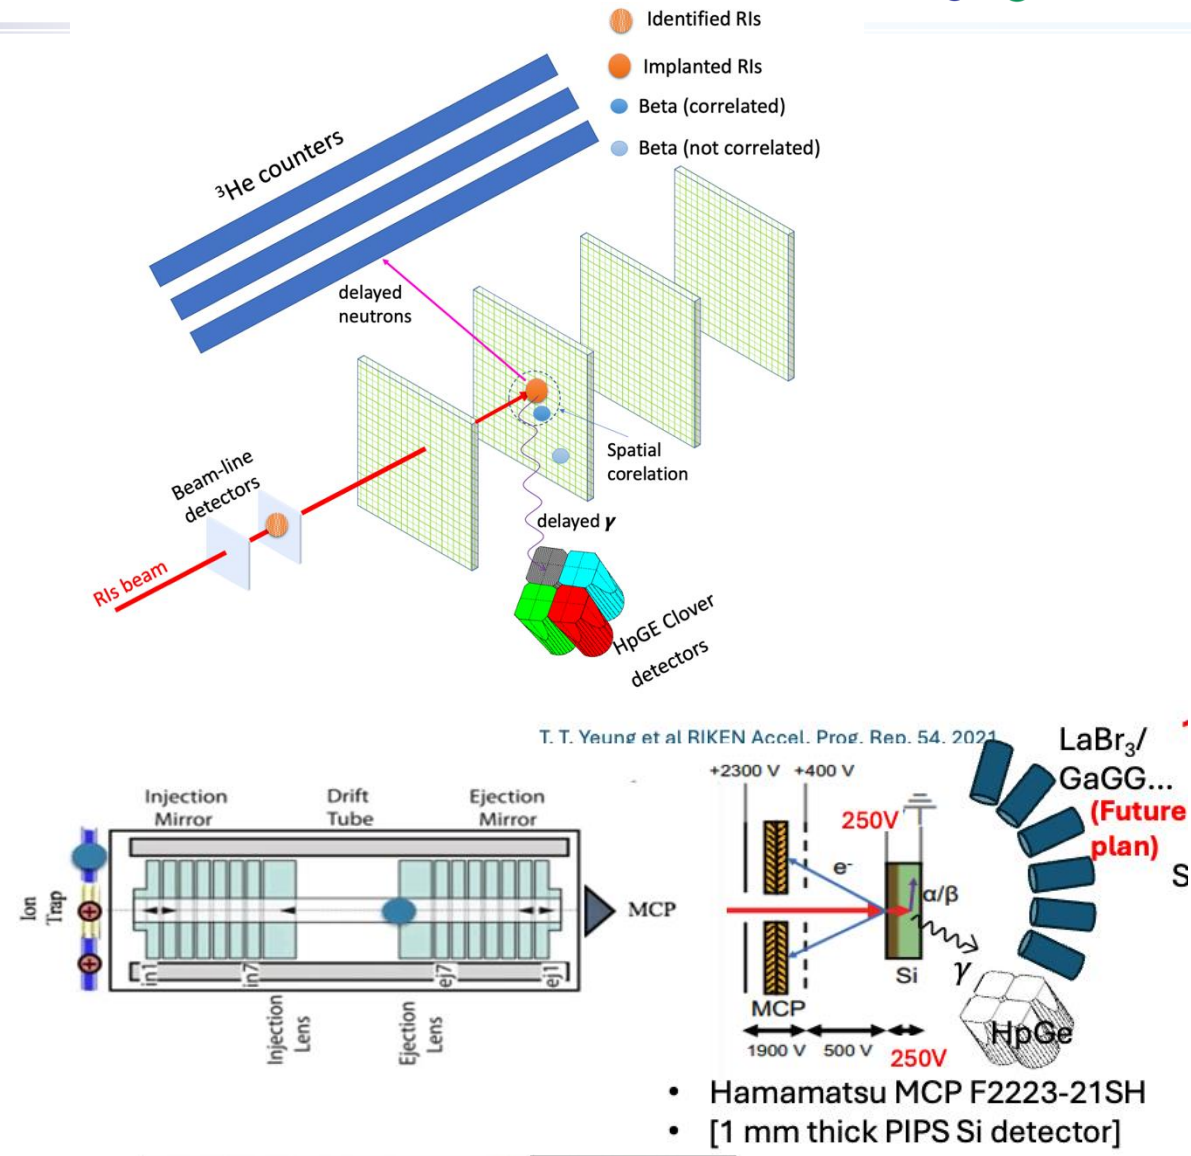 Identified RIs
Implanted RIs
Beta (correlated)
Beta (not correlated)
³He counters
delayed
neutrons
Spatial
corelation
Beam-line
detectors
delayed γ
RIs beam
HpGE Clover
detectors
T. T. Yeung et al RIKEN Accel. Prog. Rep. 54, 2021
LaBr₃/
GaGG...
(Future
plan)
S
+2300 V +400 V
250V
e⁻
α/β
Si
γ
MCP
HpGe
1900 V 500 V
250V
Injection
Mirror
Drift
Tube
Ejection
Mirror
Ion
Trap
MCP
in1
in7
ej7
ej1
Injection
Lens
Ejection
Lens
• Hamamatsu MCP F2223-21SH
• [1 mm thick PIPS Si detector]